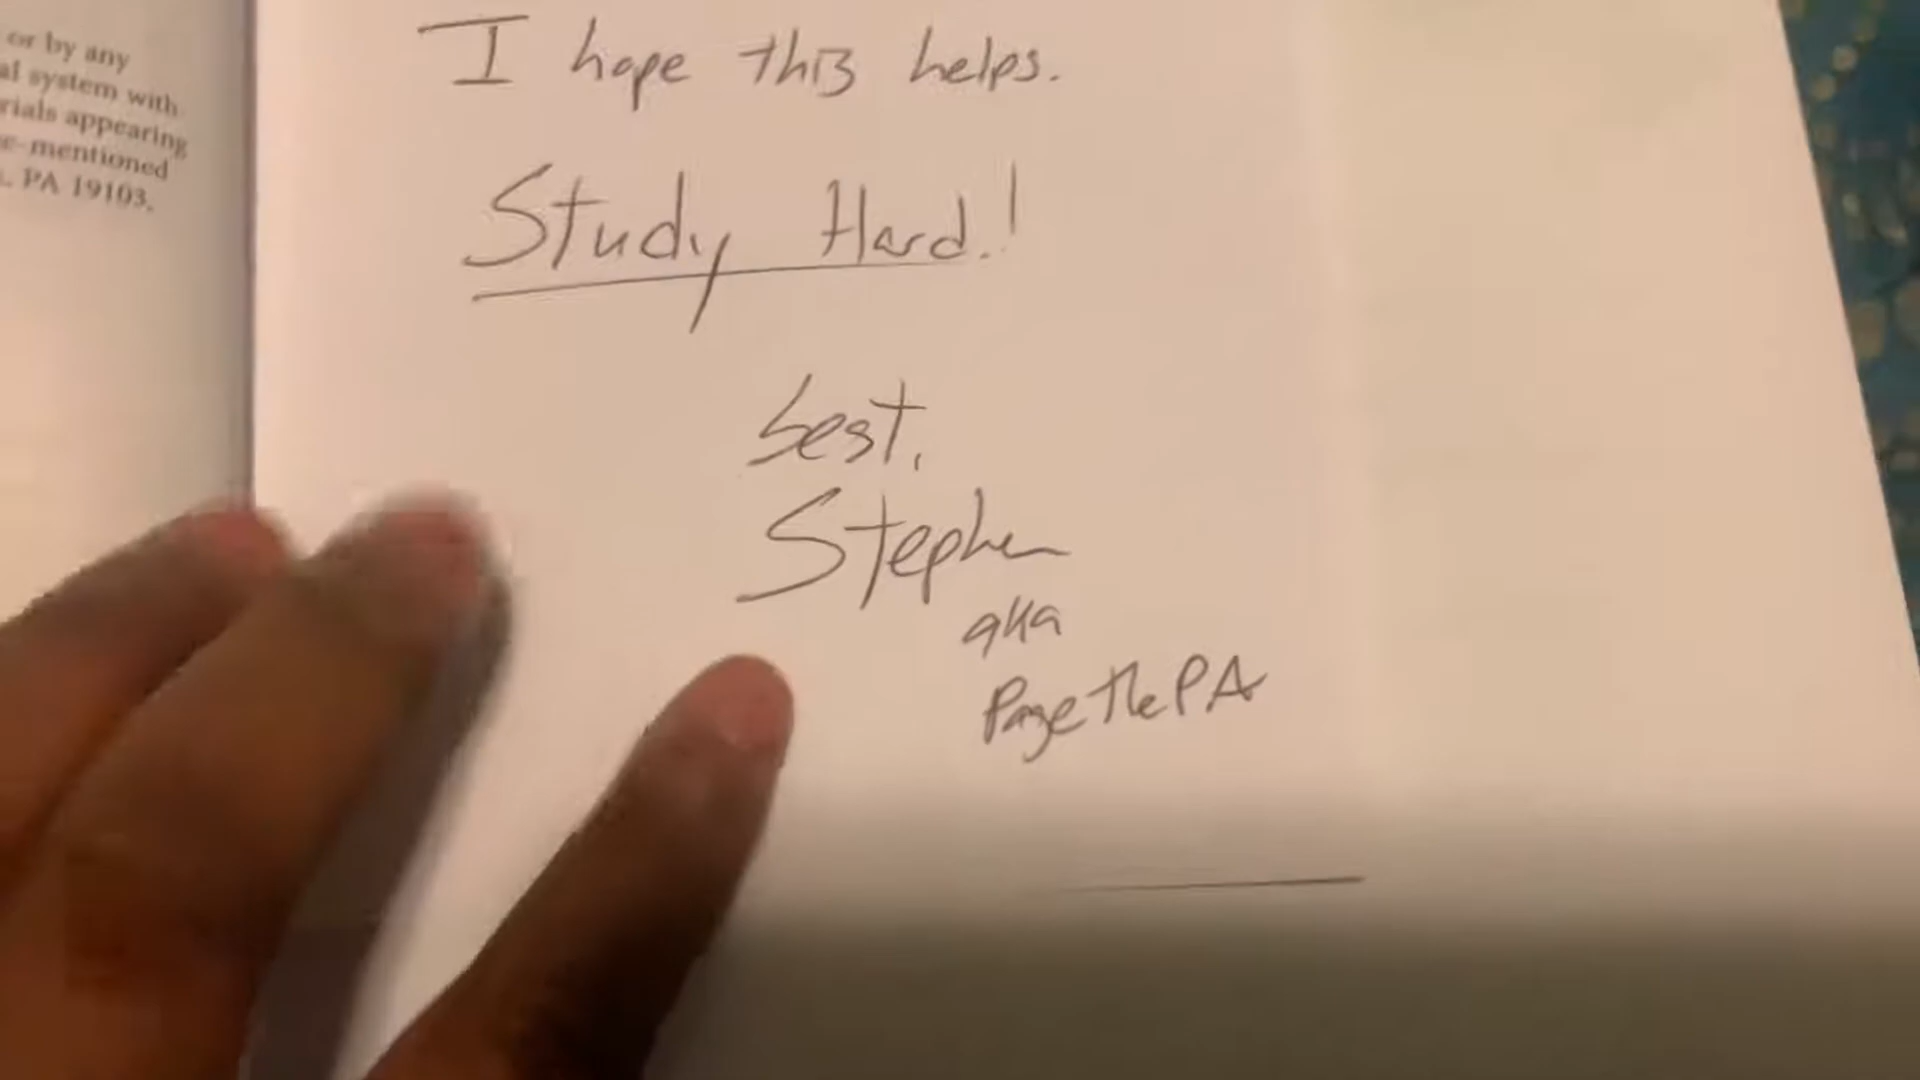 or by any
al system with
rials appearing
e-mentioned
PA 19103.
I hope this helps.
Study Hard!
best,
Stephen
aka
PagethePA